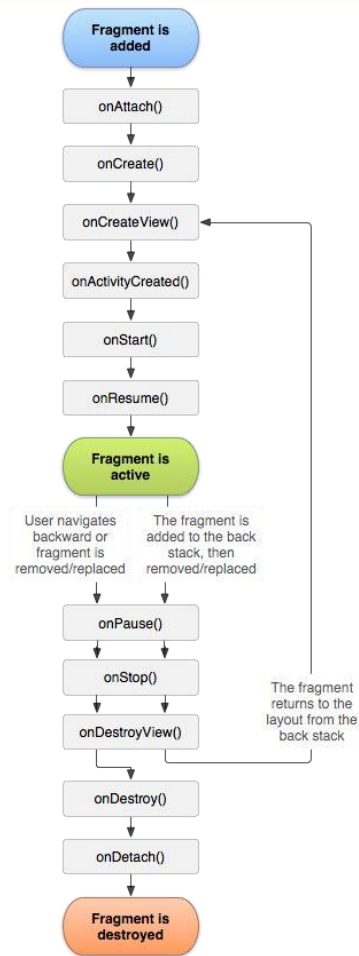 Fragment is
added
onAttach()
onCreate()
onCreateView()
onActivityCreated()
onStart()
onResume()
Fragment is
active
User navigates
backward or
fragment is
removed/replaced
The fragment is
added to the back
stack, then
removed/replaced
onPause()
onStop()
onDestroyView()
The fragment
returns to the
layout from the
back stack
onDestroy()
onDetach()
Fragment is
destroyed